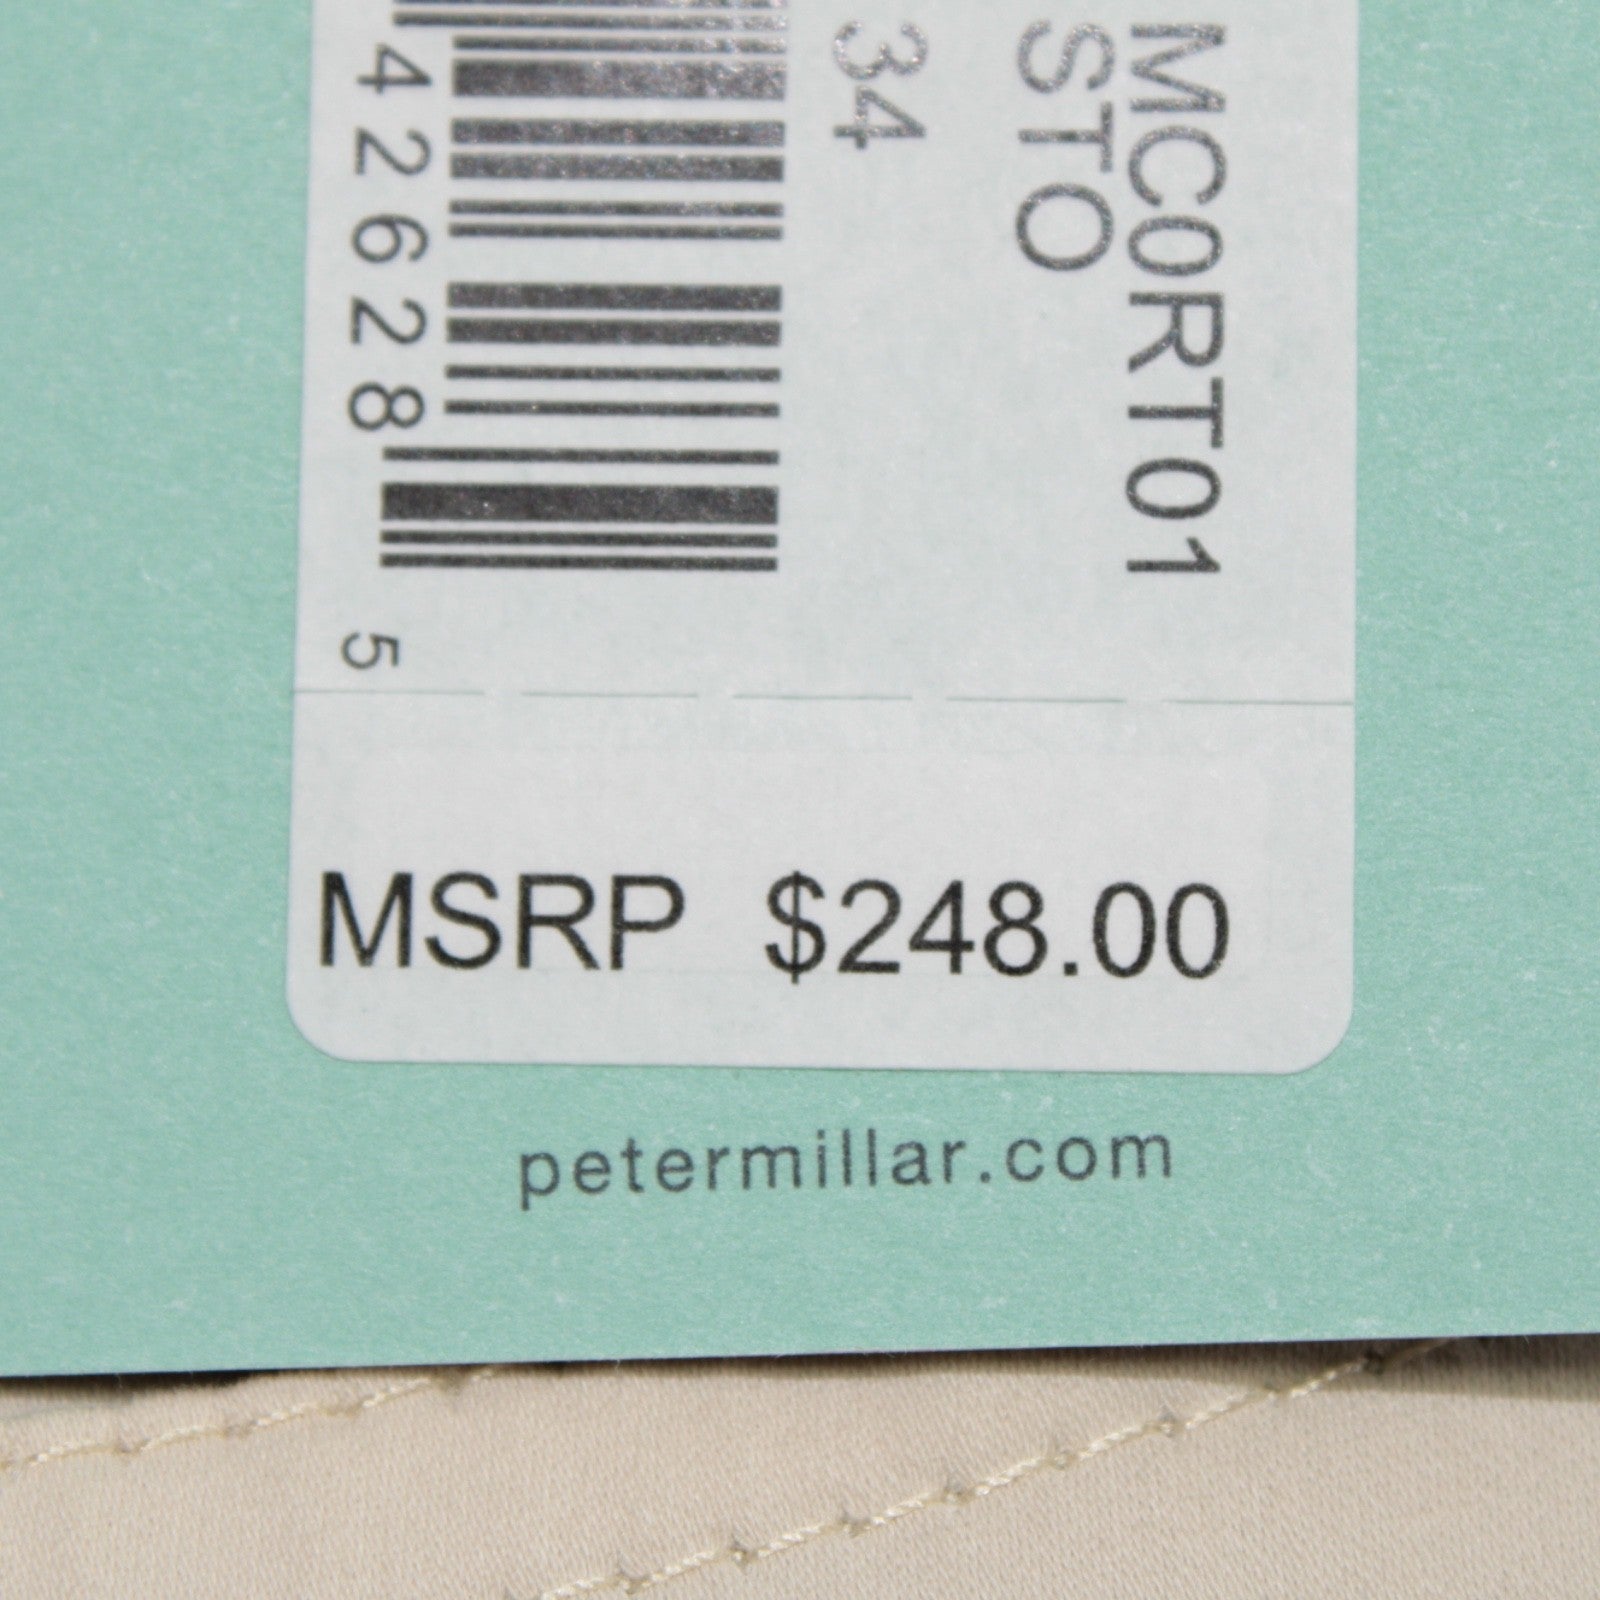 MC0RT01
STO
34
42628
5
MSRP $248.00
petermillar.com